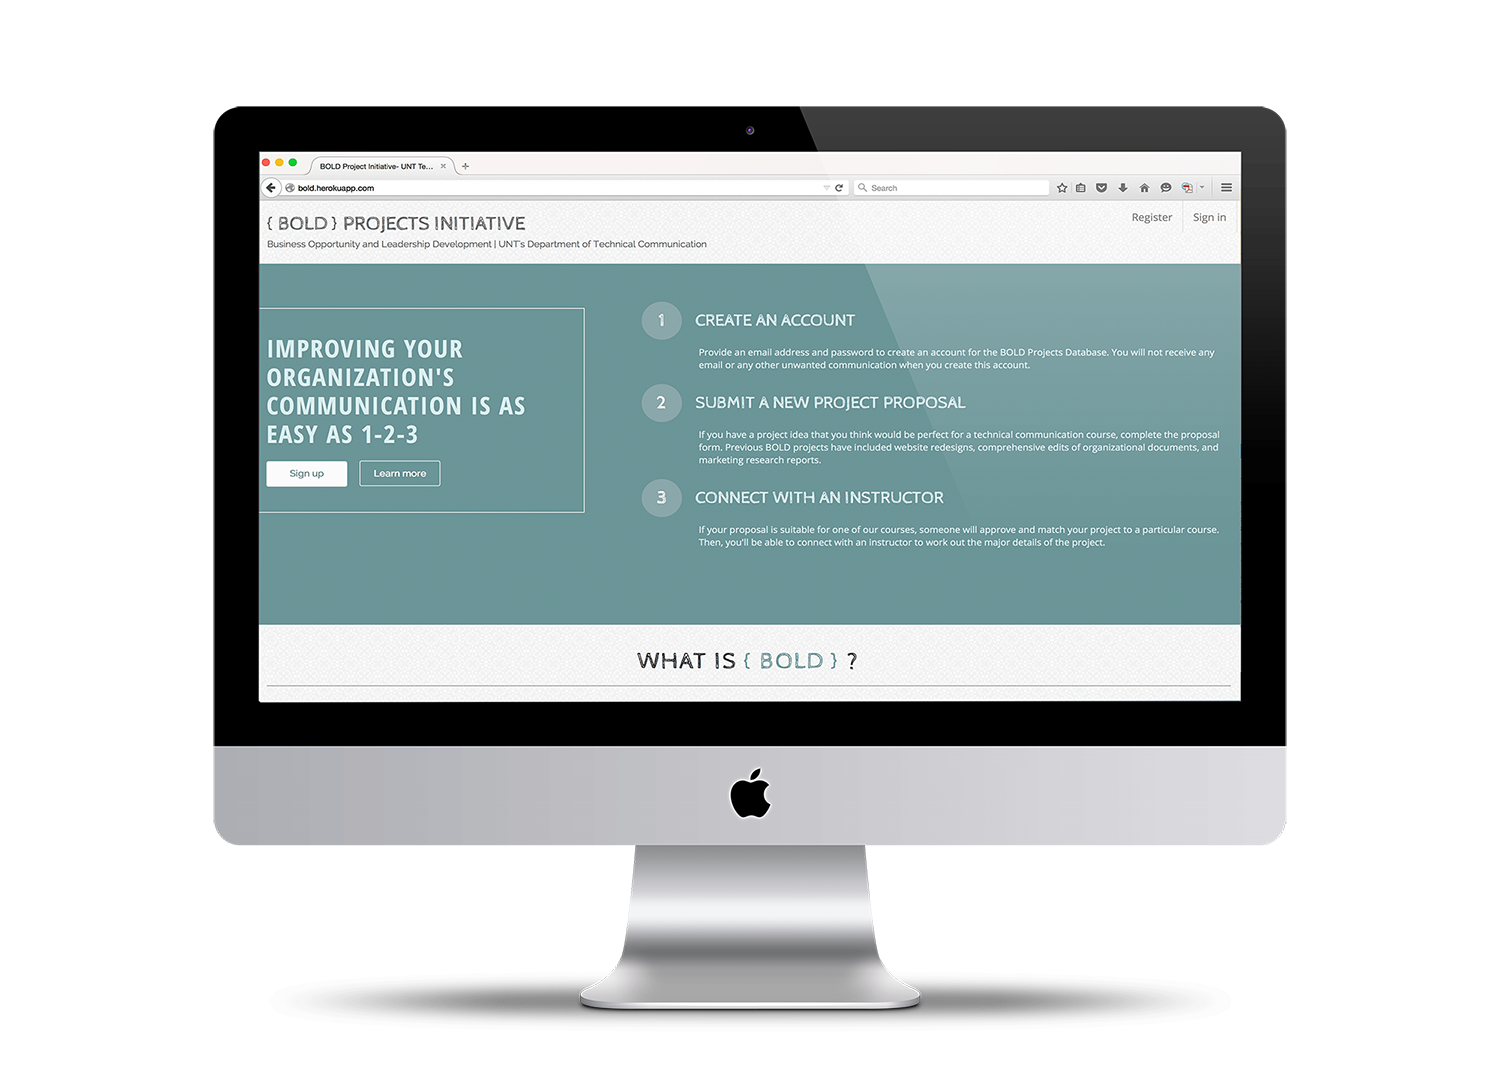 BOLD Project Initiative- UNT Te...
bold.herokuapp.com
Search
{ BOLD } PROJECTS INITIATIVE
Business Opportunity and Leadership Development | UNT's Department of Technical Communication
Register
Sign in
IMPROVING YOUR
ORGANIZATION'S
COMMUNICATION IS AS
EASY AS 1-2-3
Sign up
Learn more
1 CREATE AN ACCOUNT
Provide an email address and password to create an account for the BOLD Projects Database. You will not receive any
email or any other unwanted communication when you create this account.
2 SUBMIT A NEW PROJECT PROPOSAL
If you have a project idea that you think would be perfect for a technical communication course, complete the proposal
form. Previous BOLD projects have included website redesigns, comprehensive edits of organizational documents, and
marketing research reports.
3 CONNECT WITH AN INSTRUCTOR
If your proposal is suitable for one of our courses, someone will approve and match your project to a particular course.
Then, you'll be able to connect with an instructor to work out the major details of the project.
WHAT IS { BOLD } ?